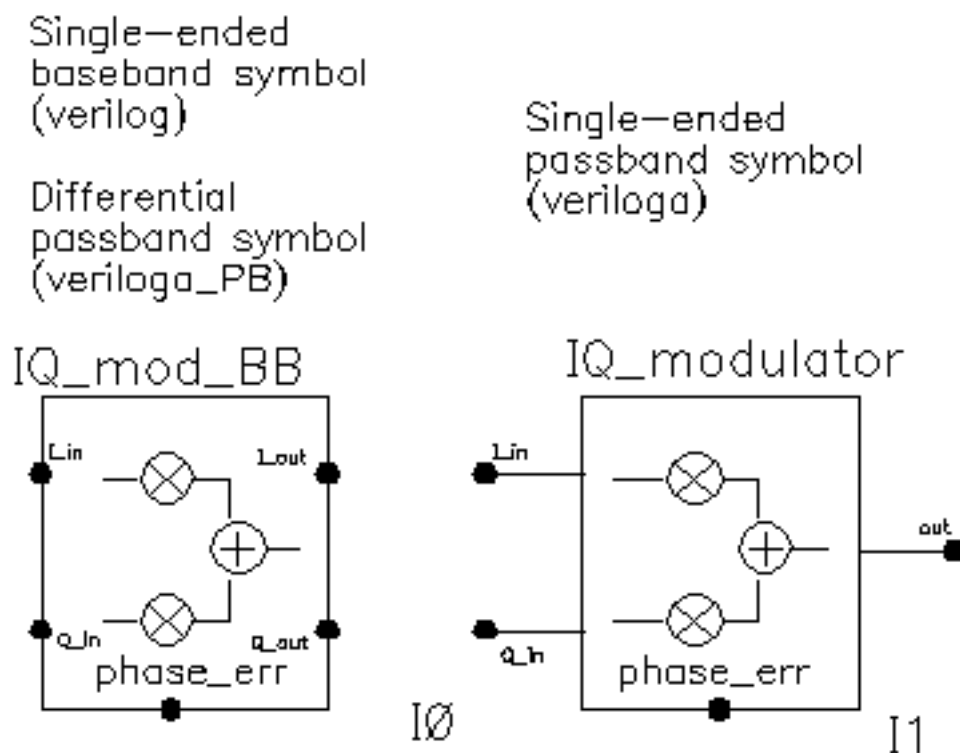 Single-ended
baseband symbol
(verilog)
Differential
passband symbol
(veriloga_PB)
Single-ended
passband symbol
(veriloga)
IQ_mod_BB
I_in
I_out
Q_in
Q_out
phase_err
I0
IQ_modulator
I_in
out
Q_in
phase_err
I1